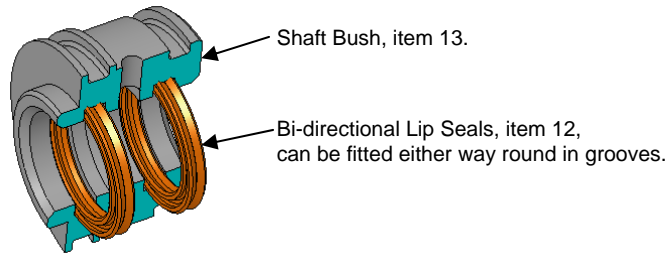 Shaft Bush, item 13.
Bi-directional Lip Seals, item 12,
can be fitted either way round in grooves.